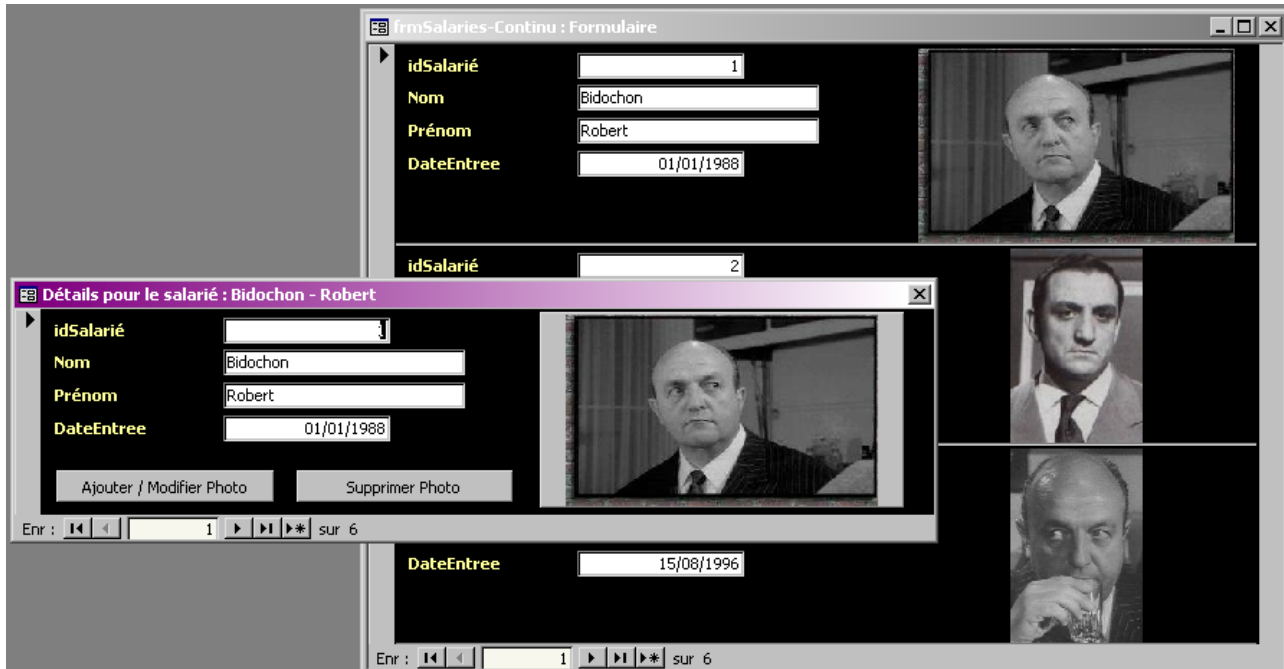 frmSalaries-Continu : Formulaire
idSalarié 1
Nom Bidochon
Prénom Robert
DateEntree 01/01/1988
idSalarié 2
Détails pour le salarié : Bidochon - Robert
idSalarié 1
Nom Bidochon
Prénom Robert
DateEntree 01/01/1988
Ajouter / Modifier Photo Supprimer Photo
Enr : 1 sur 6
DateEntree 15/08/1996
Enr : 1 sur 6